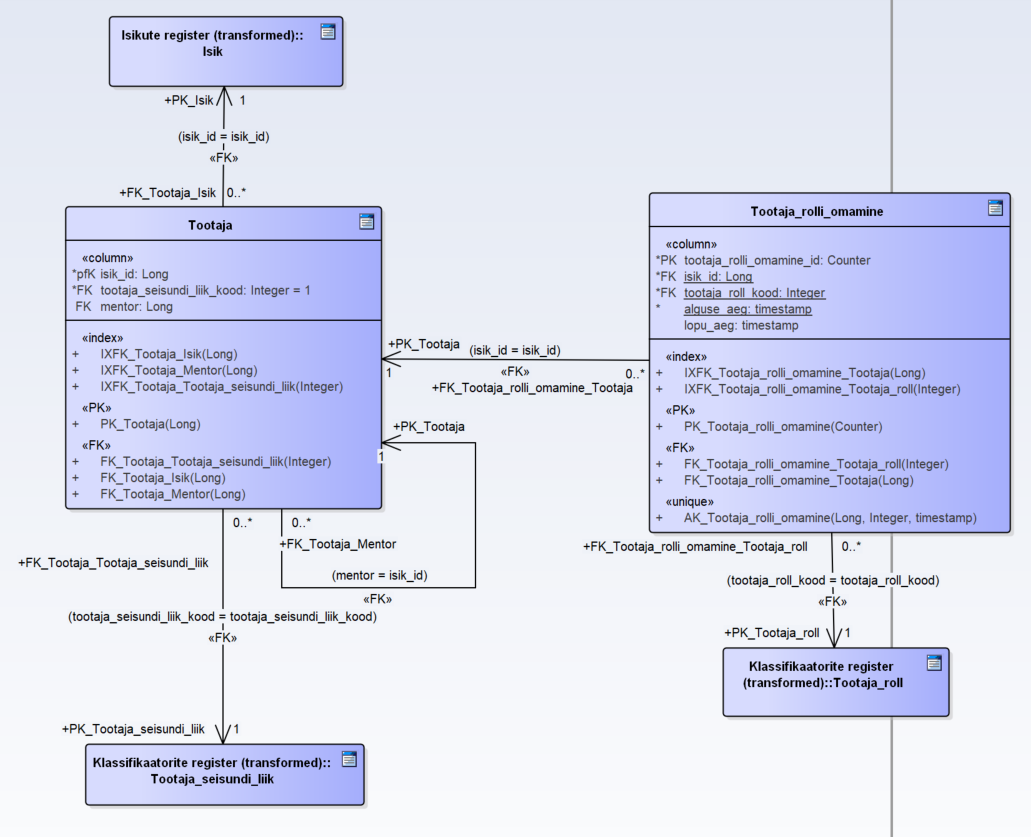 Isikute register (transformed)::
Isik
+PK_Isik
1
(isik_id = isik_id)
«FK»
+FK_Tootaja_Isik
0..*
Tootaja
«column»
*pfK isik_id: Long
*FK tootaja_seisundi_liik_kood: Integer = 1
FK mentor: Long
«index»
+ IXFK_Tootaja_Isik(Long)
+ IXFK_Tootaja_Mentor(Long)
+ IXFK_Tootaja_Tootaja_seisundi_liik(Integer)
«PK»
+ PK_Tootaja(Long)
«FK»
+ FK_Tootaja_Tootaja_seisundi_liik(Integer)
+ FK_Tootaja_Isik(Long)
+ FK_Tootaja_Mentor(Long)
+PK_Tootaja
(isik_id = isik_id)
1
«FK»
0..*
+FK_Tootaja_rolli_omamine_Tootaja
+PK_Tootaja
1
0..*
0..*
+FK_Tootaja_Mentor
(mentor = isik_id)
«FK»
+FK_Tootaja_Tootaja_seisundi_liik
(tootaja_seisundi_liik_kood = tootaja_seisundi_liik_kood)
«FK»
+PK_Tootaja_seisundi_liik
1
Klassifikaatorite register (transformed)::
Tootaja_seisundi_liik
Tootaja_rolli_omamine
«column»
*PK tootaja_rolli_omamine_id: Counter
*FK isik_id: Long
*FK tootaja_roll_kood: Integer
* alguse_aeg: timestamp
lopu_aeg: timestamp
«index»
+ IXFK_Tootaja_rolli_omamine_Tootaja(Long)
+ IXFK_Tootaja_rolli_omamine_Tootaja_roll(Integer)
«PK»
+ PK_Tootaja_rolli_omamine(Counter)
«FK»
+ FK_Tootaja_rolli_omamine_Tootaja_roll(Integer)
+ FK_Tootaja_rolli_omamine_Tootaja(Long)
«unique»
+ AK_Tootaja_rolli_omamine(Long, Integer, timestamp)
+FK_Tootaja_rolli_omamine_Tootaja_roll
0..*
(tootaja_roll_kood = tootaja_roll_kood)
«FK»
+PK_Tootaja_roll
1
Klassifikaatorite register
(transformed)::Tootaja_roll